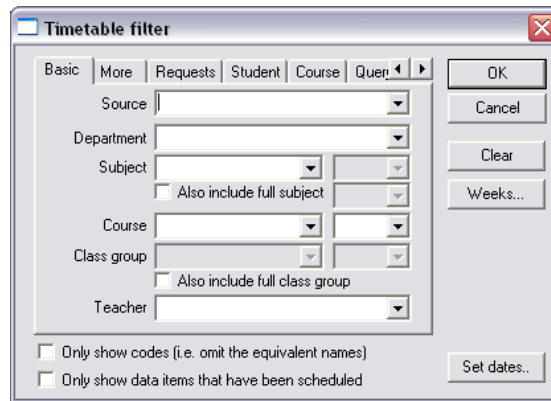 Timetable filter
Basic More Requests Student Course
OK
Source
Cancel
Department
Clear
Subject
Also include full subject
Weeks...
Course
Class group
Also include full class group
Teacher
Only show codes (i.e. omit the equivalent names)
Set dates..
Only show data items that have been scheduled